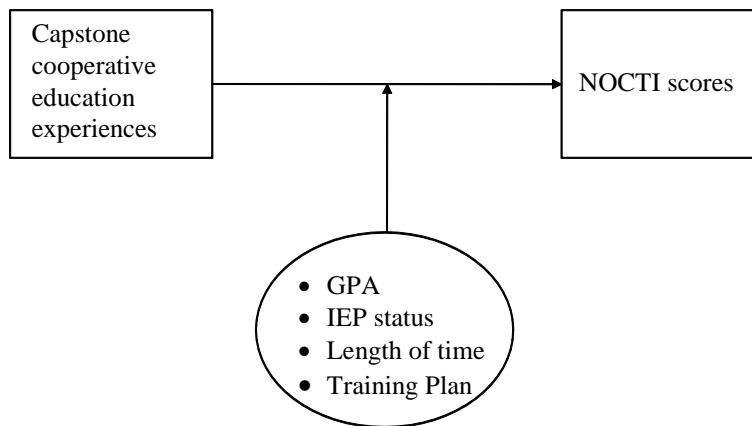 Capstone
cooperative
education
experiences
NOCTI scores
• GPA
• IEP status
• Length of time
• Training Plan